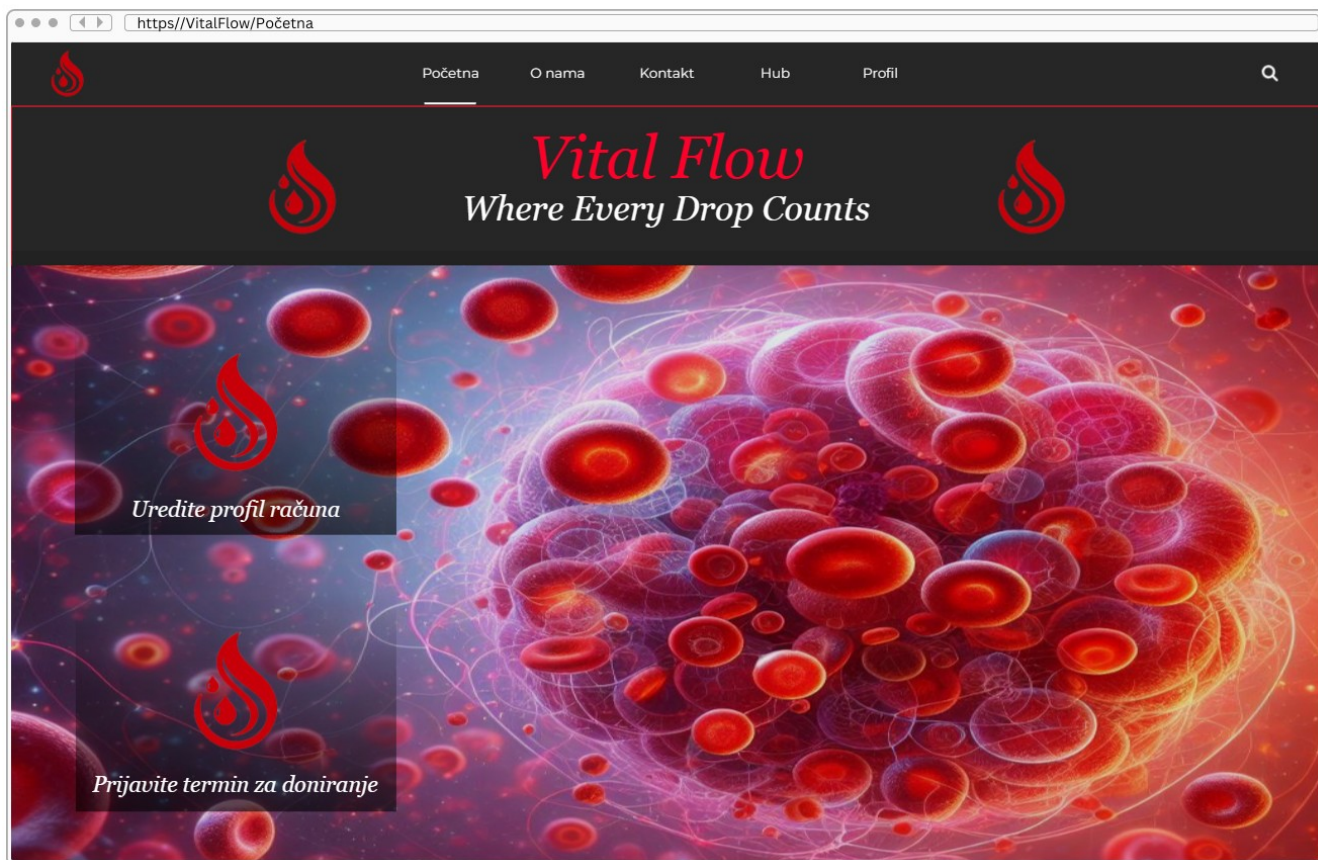 https//VitalFlow/Početna
Početna O nama Kontakt Hub Profil
Vital Flow
Where Every Drop Counts
Uredite profil računa
Prijavite termin za doniranje